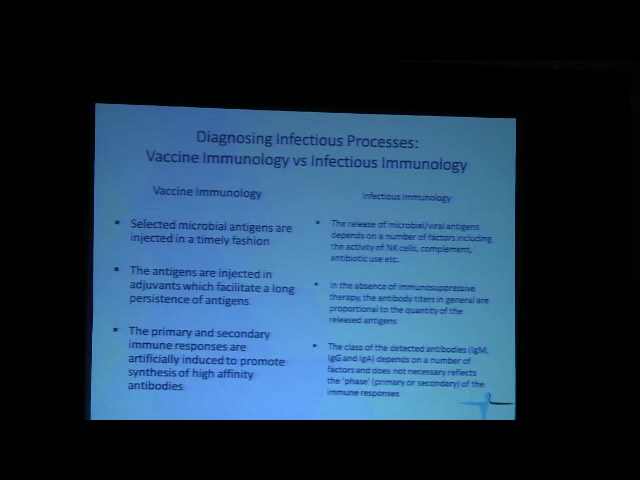 Diagnosing Infectious Processes:
Vaccine Immunology vs Infectious Immunology
Vaccine Immunology
▪ Selected microbial antigens are
injected in a timely fashion
▪ The antigens are injected in
adjuvants which facilitate a long
persistence of antigens
▪ The primary and secondary
immune responses are
artificially induced to promote
synthesis of high affinity
antibodies
Infectious Immunology
▪ The release of microbial/viral antigens
depends on a number of factors including
the activity of NK cells, complement,
antibiotic use etc.
▪ In the absence of immunosuppressive
therapy, the antibody titers in general are
proportional to the quantity of the
released antigens
▪ The class of the detected antibodies (IgM,
IgG and IgA) depends on a number of
factors and does not necessary reflects
the 'phase' (primary or secondary) of the
immune responses